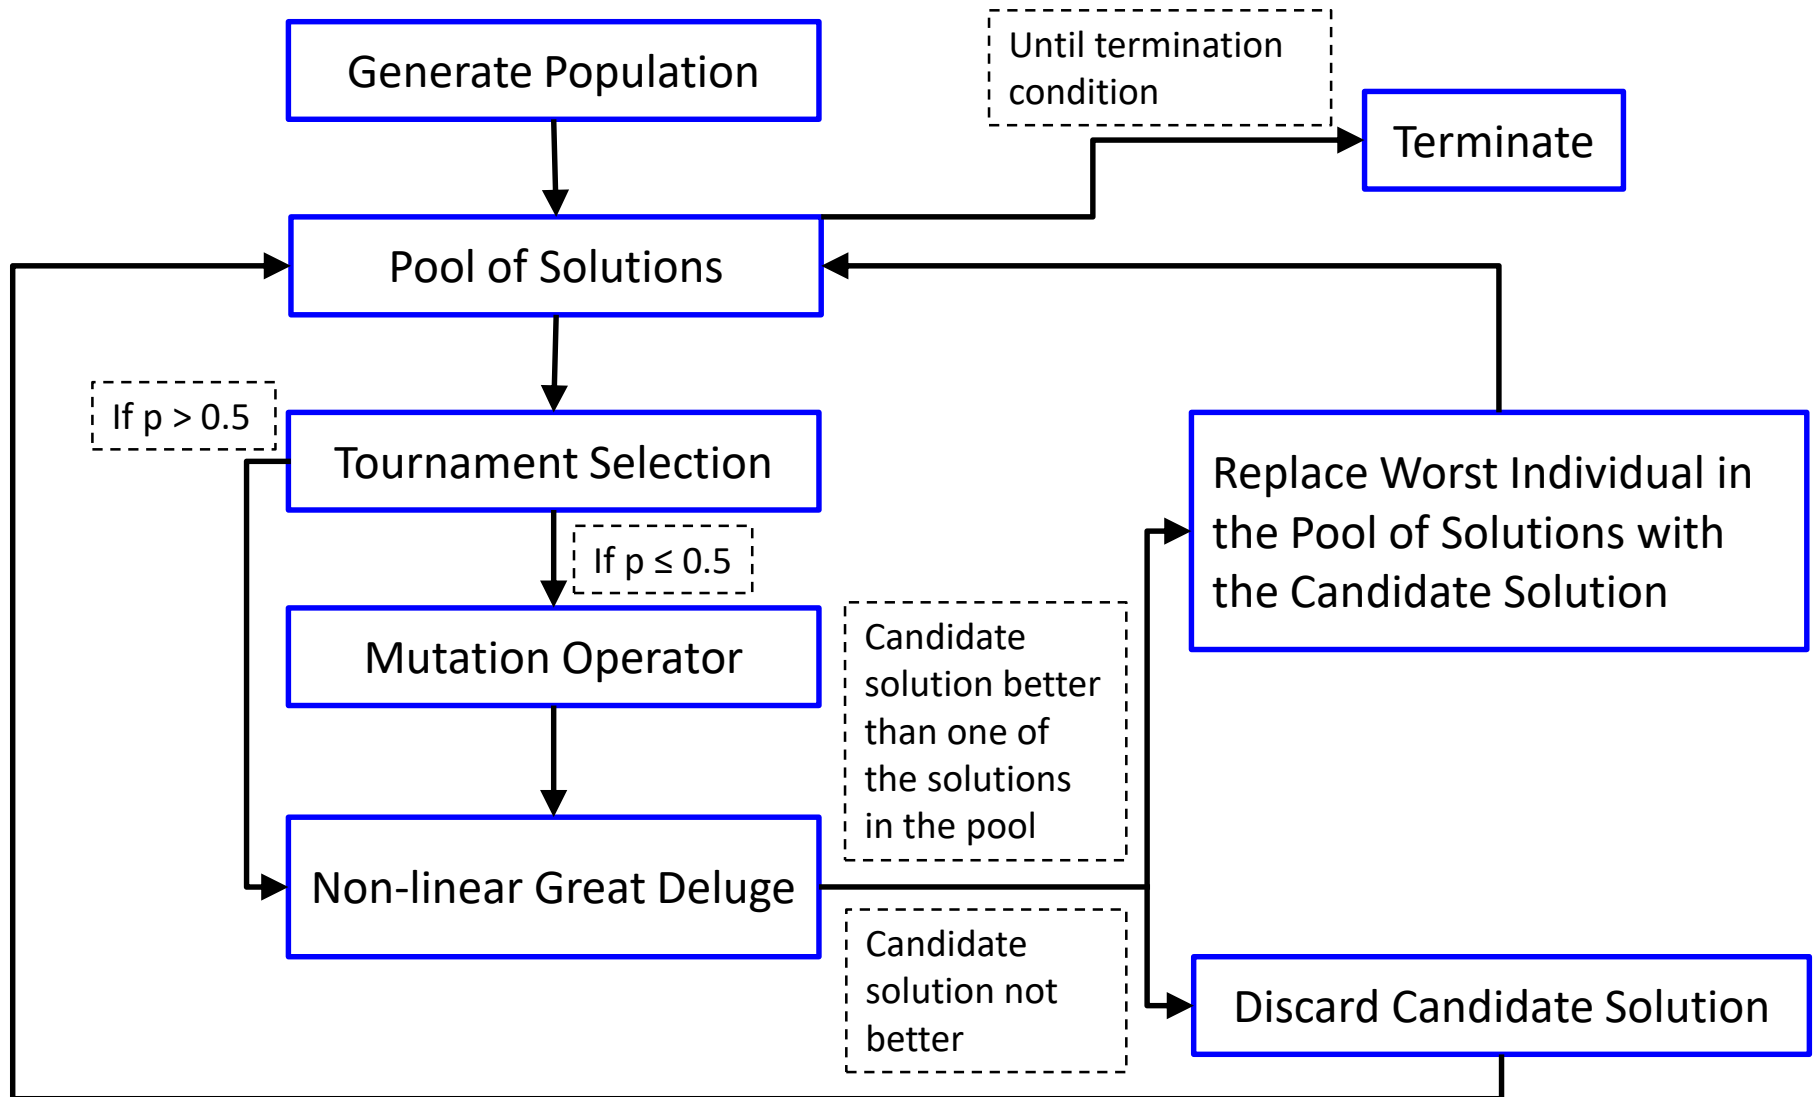 Generate Population
Until termination
condition
Terminate
Pool of Solutions
If p > 0.5
Tournament Selection
If p ≤ 0.5
Mutation Operator
Replace Worst Individual in
the Pool of Solutions with
the Candidate Solution
Candidate
solution better
than one of
the solutions
in the pool
Non-linear Great Deluge
Candidate
solution not
better
Discard Candidate Solution